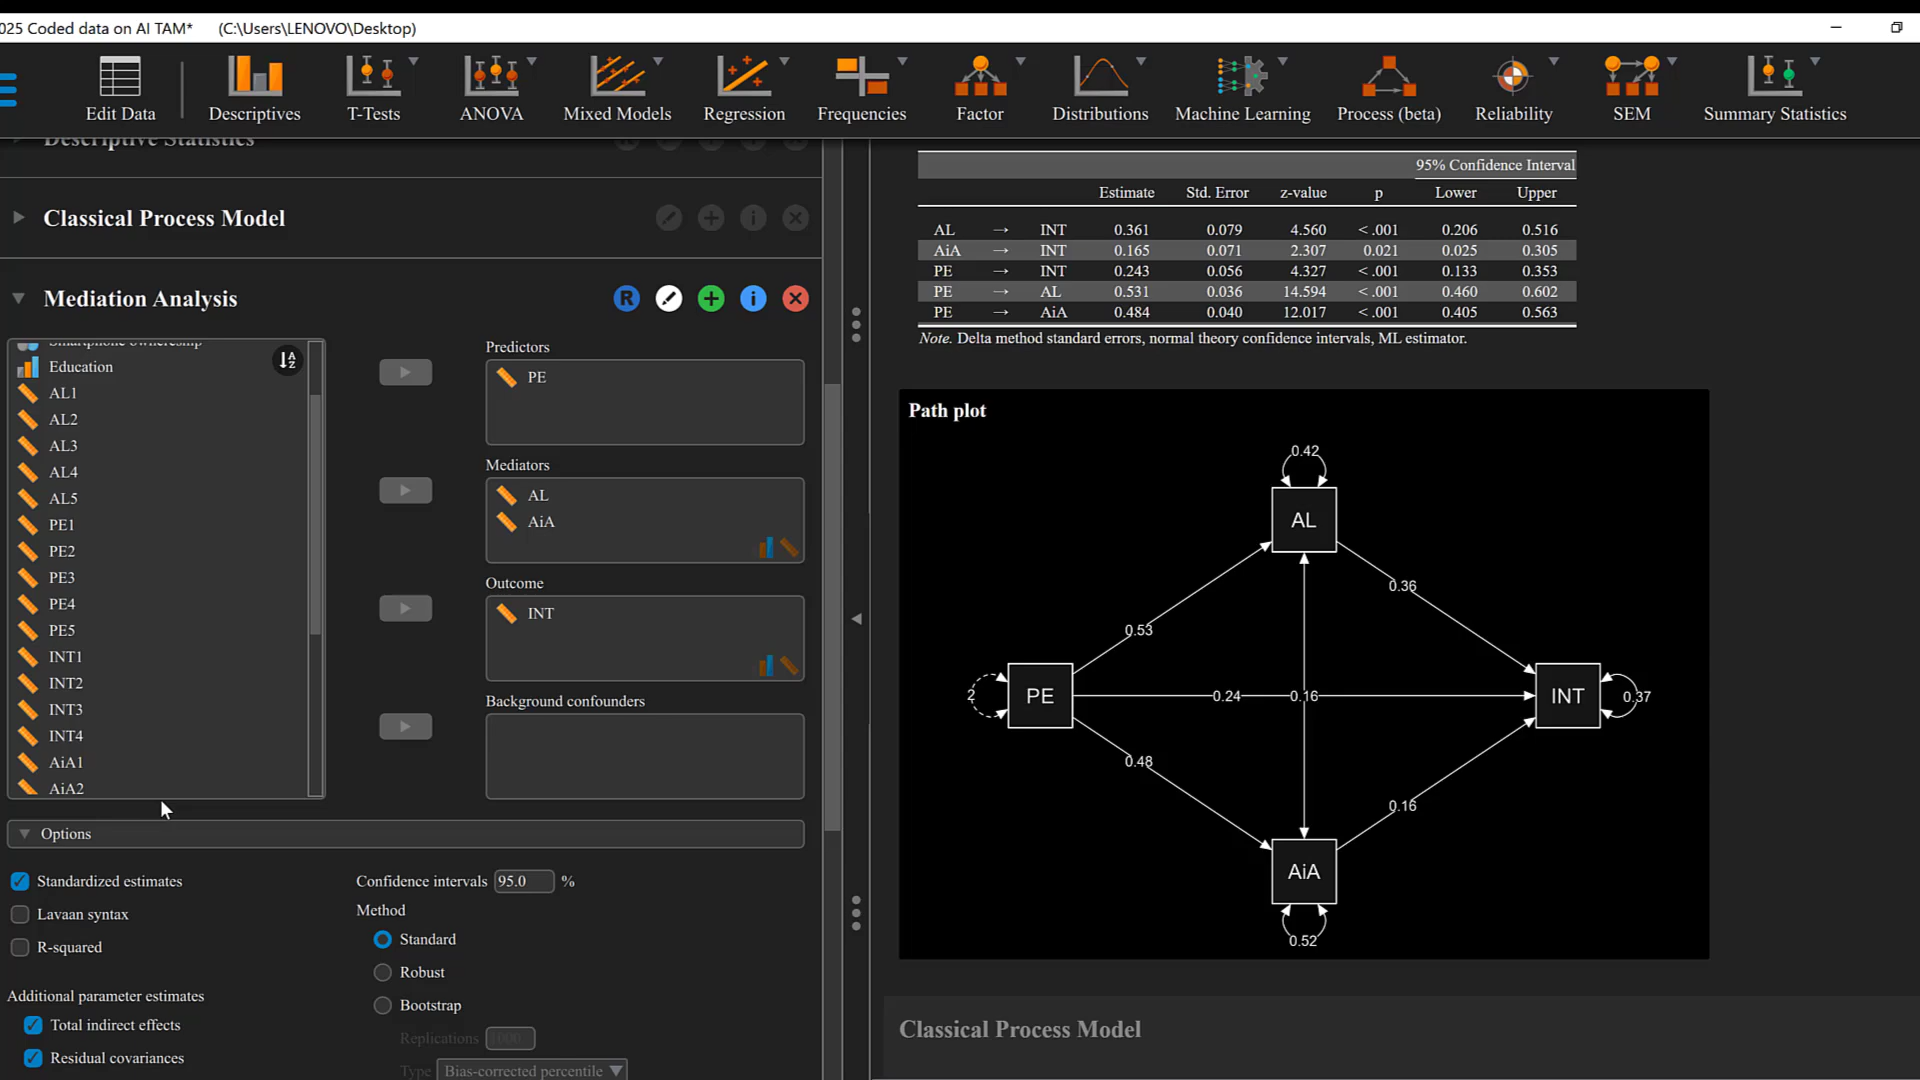 025 Coded data on AI TAM* (C:\Users\LENOVO\Desktop)
Edit Data Descriptives T-Tests ANOVA Mixed Models Regression Frequencies Factor Distributions Machine Learning Process (beta) Reliability SEM Summary Statistics
Descriptive Statistics
Classical Process Model
Mediation Analysis
R
Smartphone ownereship
Education
AL1
AL2
AL3
AL4
AL5
PE1
PE2
PE3
PE4
PE5
INT1
INT2
INT3
INT4
AiA1
AiA2
Predictors
PE
Mediators
AL
AiA
Outcome
INT
Background confounders
Options
Standardized estimates
Lavaan syntax
R-squared
Additional parameter estimates
Total indirect effects
Residual covariances
Confidence intervals 95.0 %
Method
Standard
Robust
Bootstrap
Replications 1000
Type Bias-corrected percentile
95% Confidence Interval
Estimate Std. Error z-value p Lower Upper
AL → INT 0.361 0.079 4.560 < .001 0.206 0.516
AiA → INT 0.165 0.071 2.307 0.021 0.025 0.305
PE → INT 0.243 0.056 4.327 < .001 0.133 0.353
PE → AL 0.531 0.036 14.594 < .001 0.460 0.602
PE → AiA 0.484 0.040 12.017 < .001 0.405 0.563
Note. Delta method standard errors, normal theory confidence intervals, ML estimator.
Path plot
0.42
AL
0.36
0.53
2
PE
0.24
0.16
INT
0.37
0.48
0.16
AiA
0.52
Classical Process Model